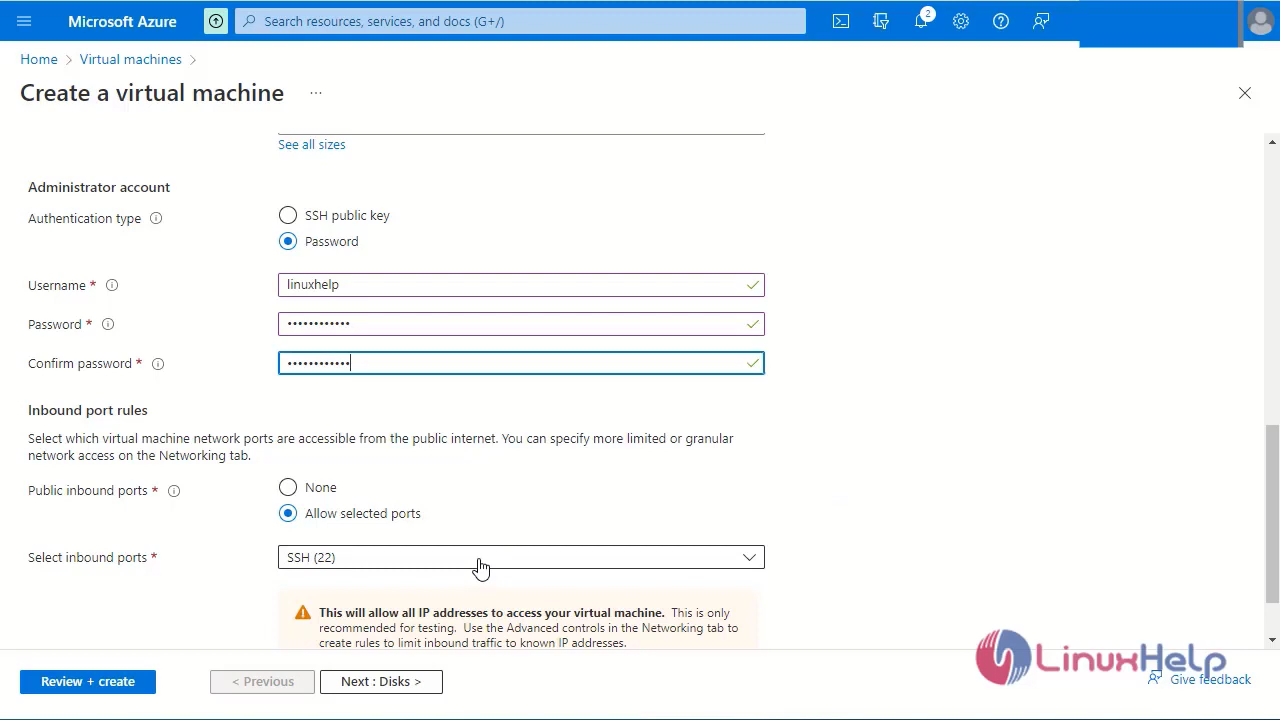 Microsoft Azure
Search resources, services, and docs (G+/)
2
Home > Virtual machines >
Create a virtual machine ...
See all sizes
Administrator account
Authentication type
SSH public key
Password
Username *
linuxhelp
Password *
••••••••••••
Confirm password *
••••••••••••
Inbound port rules
Select which virtual machine network ports are accessible from the public internet. You can specify more limited or granular
network access on the Networking tab.
Public inbound ports *
None
Allow selected ports
Select inbound ports *
SSH (22)
This will allow all IP addresses to access your virtual machine. This is only
recommended for testing. Use the Advanced controls in the Networking tab to
create rules to limit inbound traffic to known IP addresses.
Review + create
< Previous
Next : Disks >
LinuxHelp
Give feedback